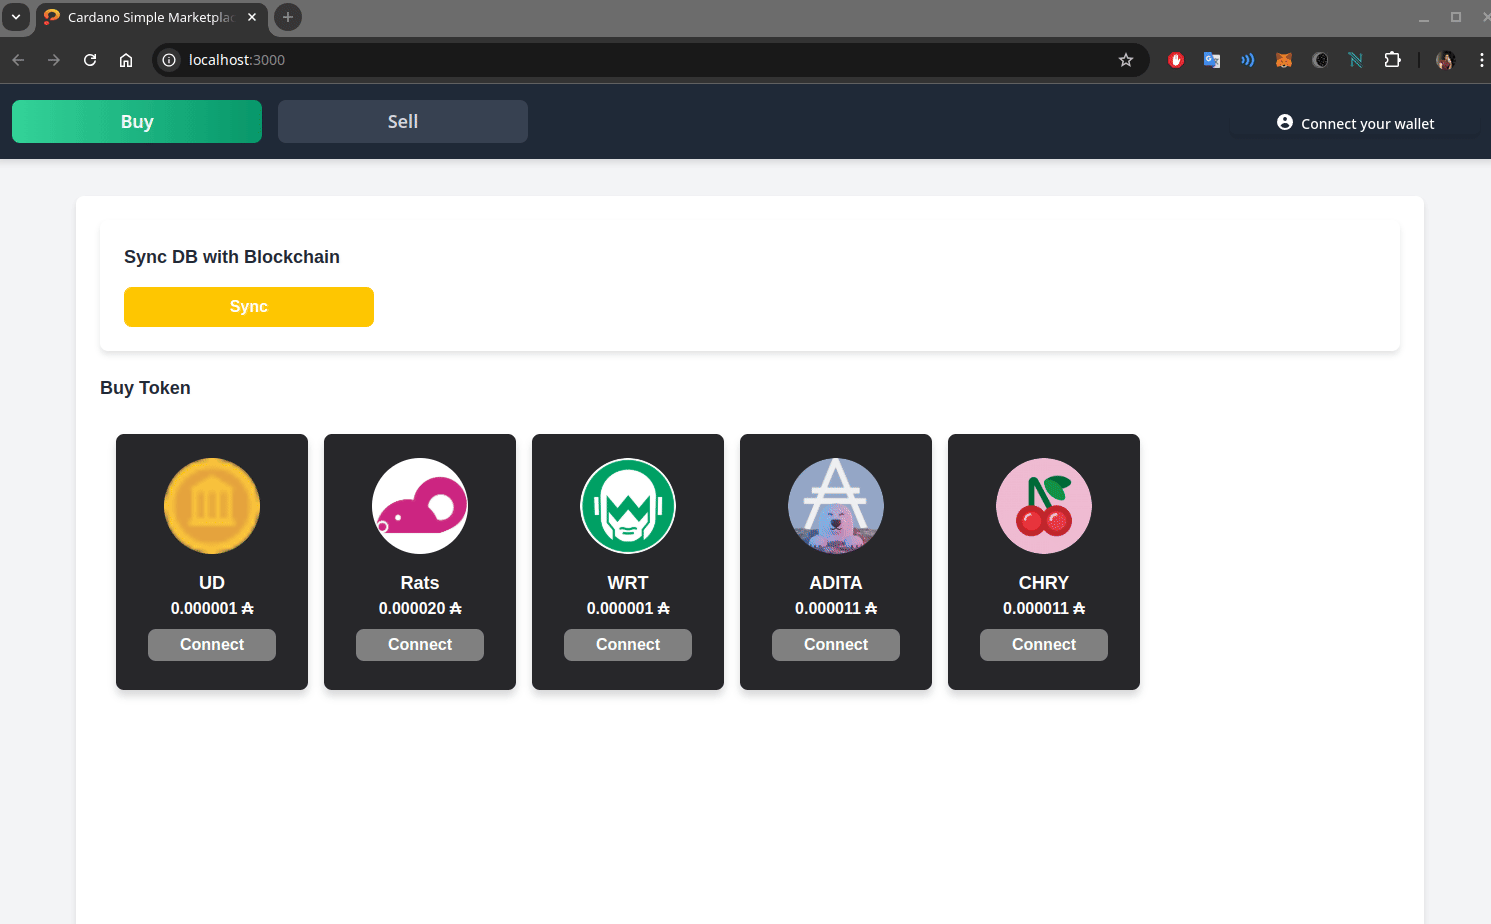 Cardano Simple Marketplac
localhost:3000
Buy
Sell
Connect your wallet
Sync DB with Blockchain
Sync
Buy Token
UD
0.000001 ₳
Connect
Rats
0.000020 ₳
Connect
WRT
0.000001 ₳
Connect
ADITA
0.000011 ₳
Connect
CHRY
0.000011 ₳
Connect